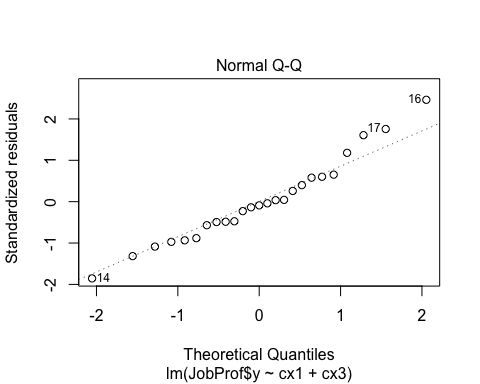 Normal Q-Q
Standardized residuals
2
1
0
-1
-2
16
17
14
-2 -1 0 1 2
Theoretical Quantiles
lm(JobProf$y ~ cx1 + cx3)